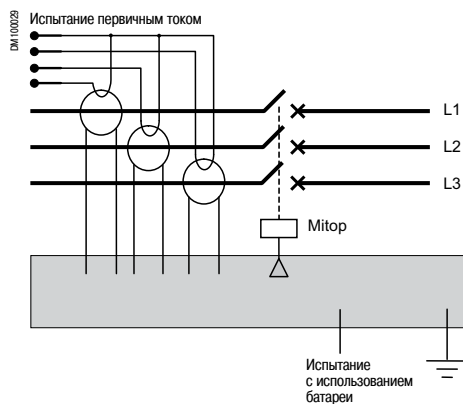 DM100029
Испытание первичным током
L1
L2
L3
Mitop
Испытание
с использованием
батареи